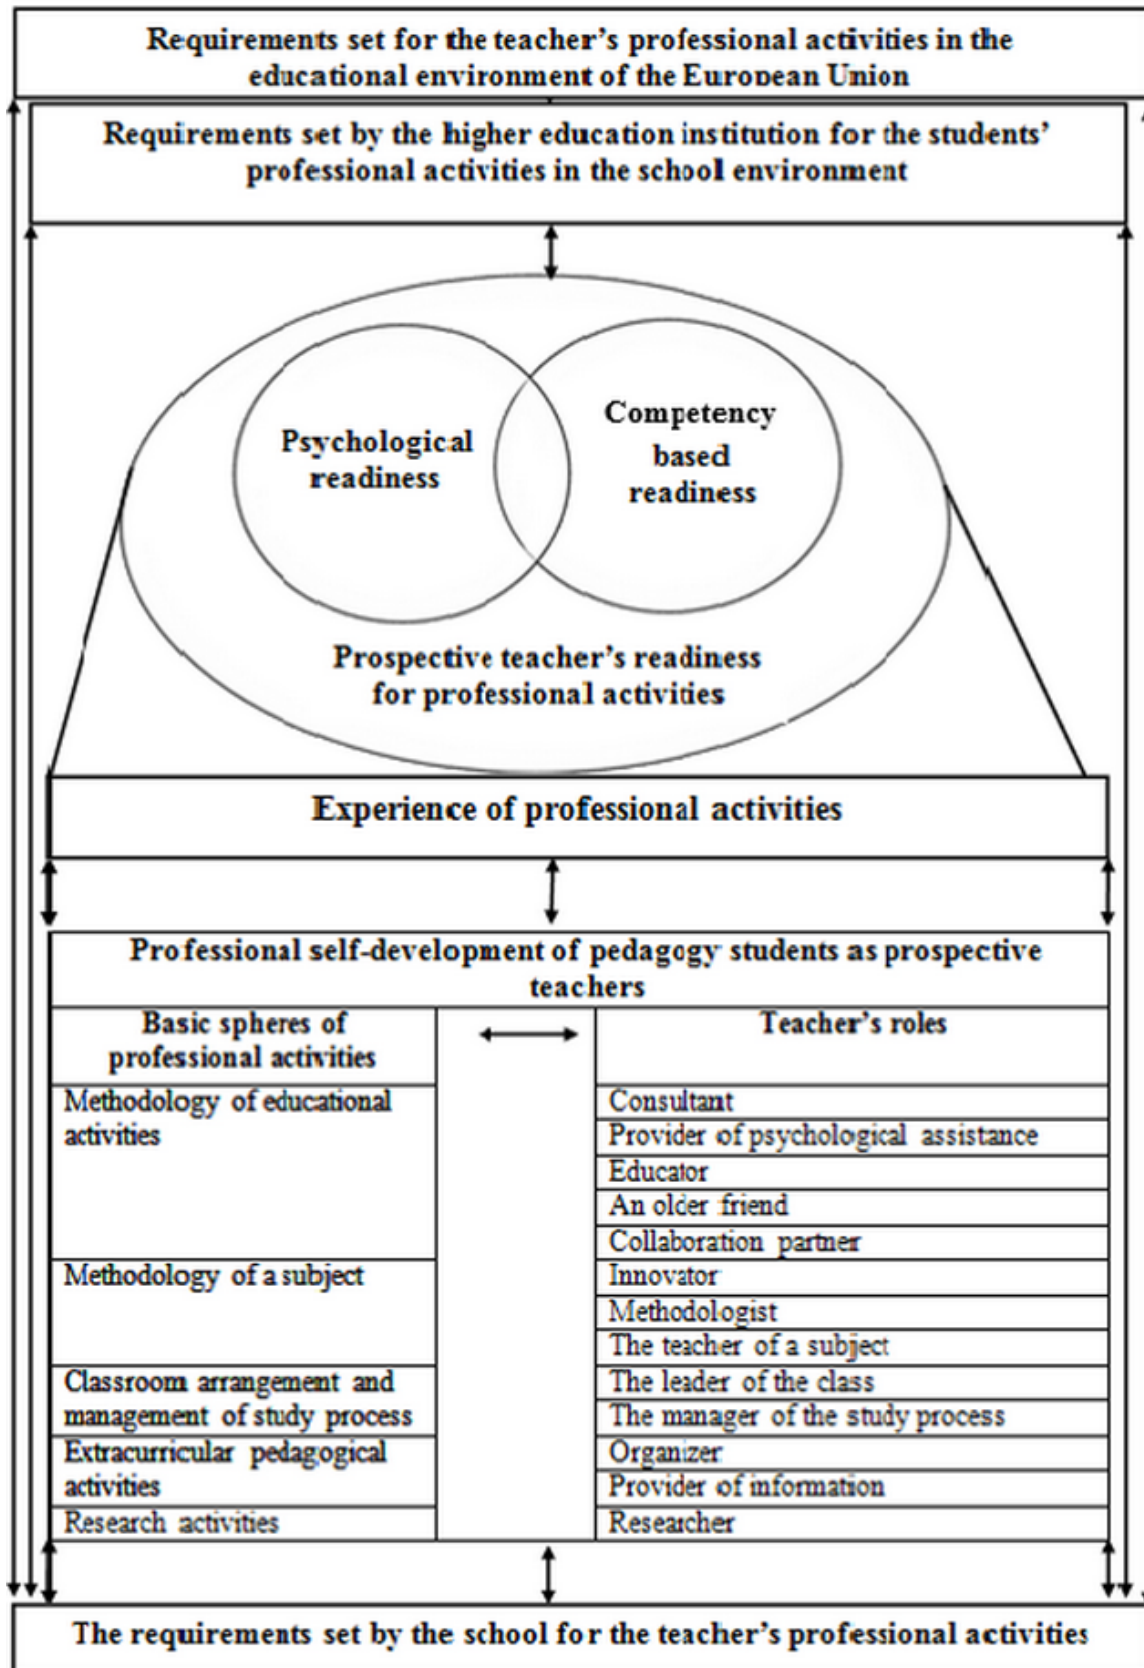 Requirements set for the teacher's professional activities in the
educational environment of the European Union
Requirements set by the higher education institution for the students'
professional activities in the school environment
Psychological
readiness
Competency
based
readiness
Prospective teacher's readiness
for professional activities
Experience of professional activities
Professional self-development of pedagogy students as prospective
teachers
Basic spheres of
professional activities
Teacher's roles
Methodology of educational
activities
Consultant
Provider of psychological assistance
Educator
An older friend
Collaboration partner
Methodology of a subject
Innovator
Methodologist
The teacher of a subject
Classroom arrangement and
management of study process
The leader of the class
The manager of the study process
Extracurricular pedagogical
activities
Organizer
Provider of information
Research activities
Researcher
The requirements set by the school for the teacher's professional activities